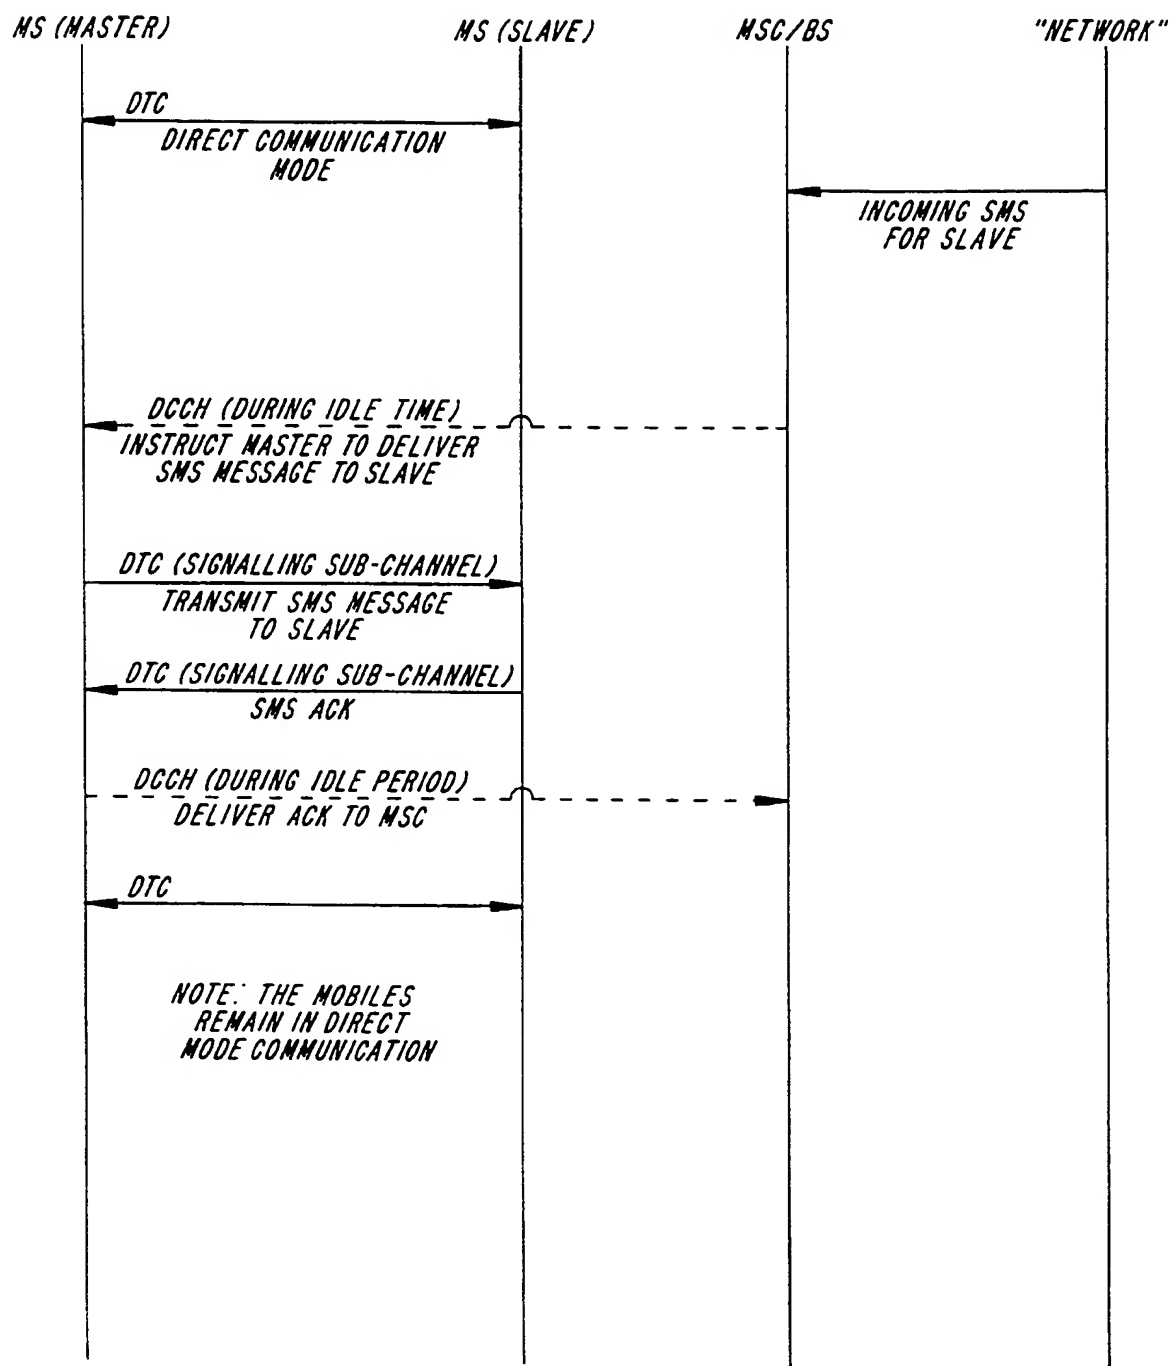 MS (MASTER) MS (SLAVE) MSC/BS "NETWORK"
DTC
DIRECT COMMUNICATION
MODE
INCOMING SMS
FOR SLAVE
DCCH (DURING IDLE TIME)
INSTRUCT MASTER TO DELIVER
SMS MESSAGE TO SLAVE
DTC (SIGNALLING SUB-CHANNEL)
TRANSMIT SMS MESSAGE
TO SLAVE
DTC (SIGNALLING SUB-CHANNEL)
SMS ACK
DCCH (DURING IDLE PERIOD)
DELIVER ACK TO MSC
DTC
NOTE: THE MOBILES
REMAIN IN DIRECT
MODE COMMUNICATION